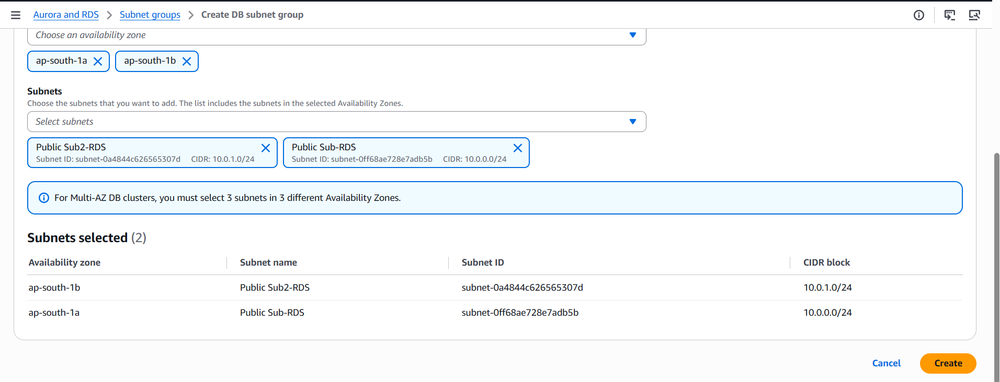 Aurora and RDS > Subnet groups > Create DB subnet group
Choose an availability zone
ap-south-1a ap-south-1b
Subnets
Choose the subnets that you want to add. The list includes the subnets in the selected Availability Zones.
Select subnets
Public Sub2-RDS
Subnet ID: subnet-0a4844c626565307d CIDR: 10.0.1.0/24
Public Sub-RDS
Subnet ID: subnet-0ff68ae728e7adb5b CIDR: 10.0.0.0/24
For Multi-AZ DB clusters, you must select 3 subnets in 3 different Availability Zones.
Subnets selected (2)
Availability zone Subnet name Subnet ID CIDR block
ap-south-1b Public Sub2-RDS subnet-0a4844c626565307d 10.0.1.0/24
ap-south-1a Public Sub-RDS subnet-0ff68ae728e7adb5b 10.0.0.0/24
Cancel Create